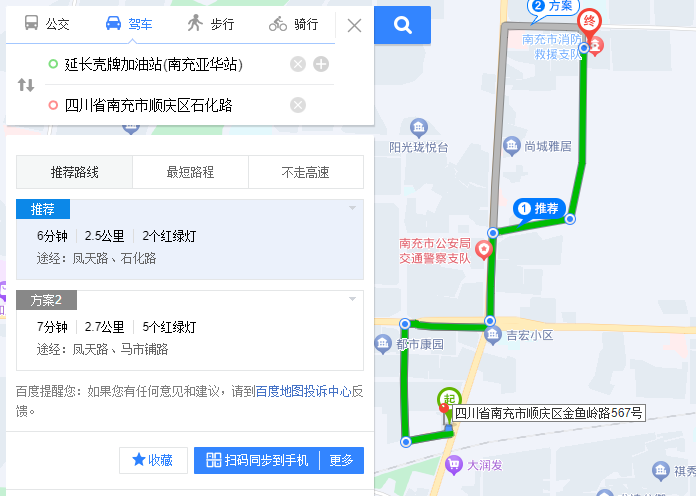 公交
驾车
步行
骑行
延长壳牌加油站(南充亚华站)
四川省南充市顺庆区石化路
推荐路线
最短路程
不走高速
推荐
6分钟 2.5公里 2个红绿灯
途经：凤天路、石化路
方案2
7分钟 2.7公里 5个红绿灯
途经：凤天路、马市铺路
百度提醒您：如果您有任何意见和建议，请到百度地图投诉中心反
馈。
收藏
扫码同步到手机
更多
2 方案
终
南充市消防
救援支队
阳光珑悦台
尚城雅居
1 推荐
南充市公安局
交通警察支队
吉宏小区
都市康园
起
四川省南充市顺庆区金鱼岭路567号
大润发